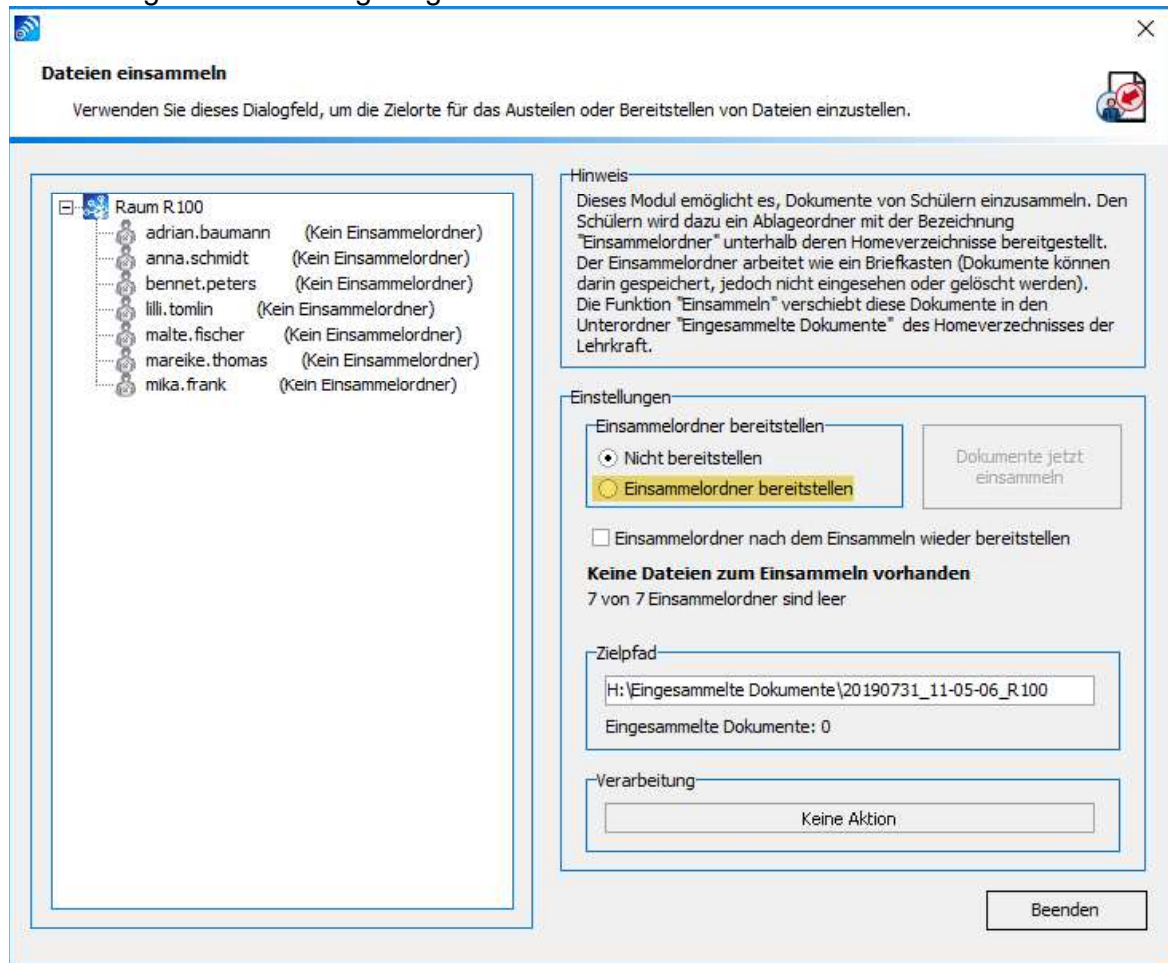 Dateien einsammeln
Verwenden Sie dieses Dialogfeld, um die Zielorte für das Austeilen oder Bereitstellen von Dateien einzustellen.
Raum R100
adrian.baumann (Kein Einsammelordner)
anna.schmidt (Kein Einsammelordner)
bennet.peters (Kein Einsammelordner)
lilli.tomlin (Kein Einsammelordner)
malte.fischer (Kein Einsammelordner)
mareike.thomas (Kein Einsammelordner)
mika.frank (Kein Einsammelordner)
Hinweis
Dieses Modul emöglicht es, Dokumente von Schülern einzusammeln. Den
Schülern wird dazu ein Ablageordner mit der Bezeichnung
"Einsammelordner" unterhalb deren Homeverzeichnisse bereitgestellt.
Der Einsammelordner arbeitet wie ein Briefkasten (Dokumente können
darin gespeichert, jedoch nicht eingesehen oder gelöscht werden).
Die Funktion "Einsammeln" verschiebt diese Dokumente in den
Unterordner "Eingesammelte Dokumente" des Homeverzechnisses der
Lehrkraft.
Einstellungen
Einsammelordner bereitstellen
Nicht bereitstellen
Einsammelordner bereitstellen
Dokumente jetzt
einsammeln
Einsammelordner nach dem Einsammeln wieder bereitstellen
Keine Dateien zum Einsammeln vorhanden
7 von 7 Einsammelordner sind leer
Zielpfad
H:\Eingesammelte Dokumente\20190731_11-05-06_R100
Eingesammelte Dokumente: 0
Verarbeitung
Keine Aktion
Beenden